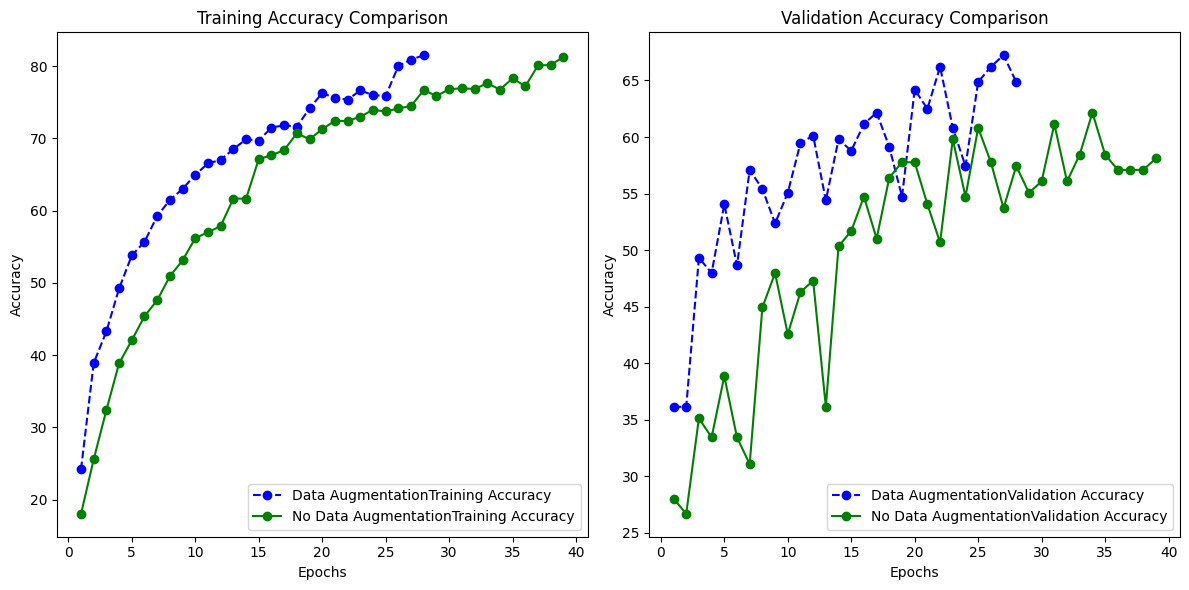 Training Accuracy Comparison
Accuracy
80
70
60
50
40
30
20
Data AugmentationTraining Accuracy
No Data AugmentationTraining Accuracy
0 5 10 15 20 25 30 35 40
Epochs
Validation Accuracy Comparison
Accuracy
65
60
55
50
45
40
35
30
25
Data AugmentationValidation Accuracy
No Data AugmentationValidation Accuracy
0 5 10 15 20 25 30 35 40
Epochs